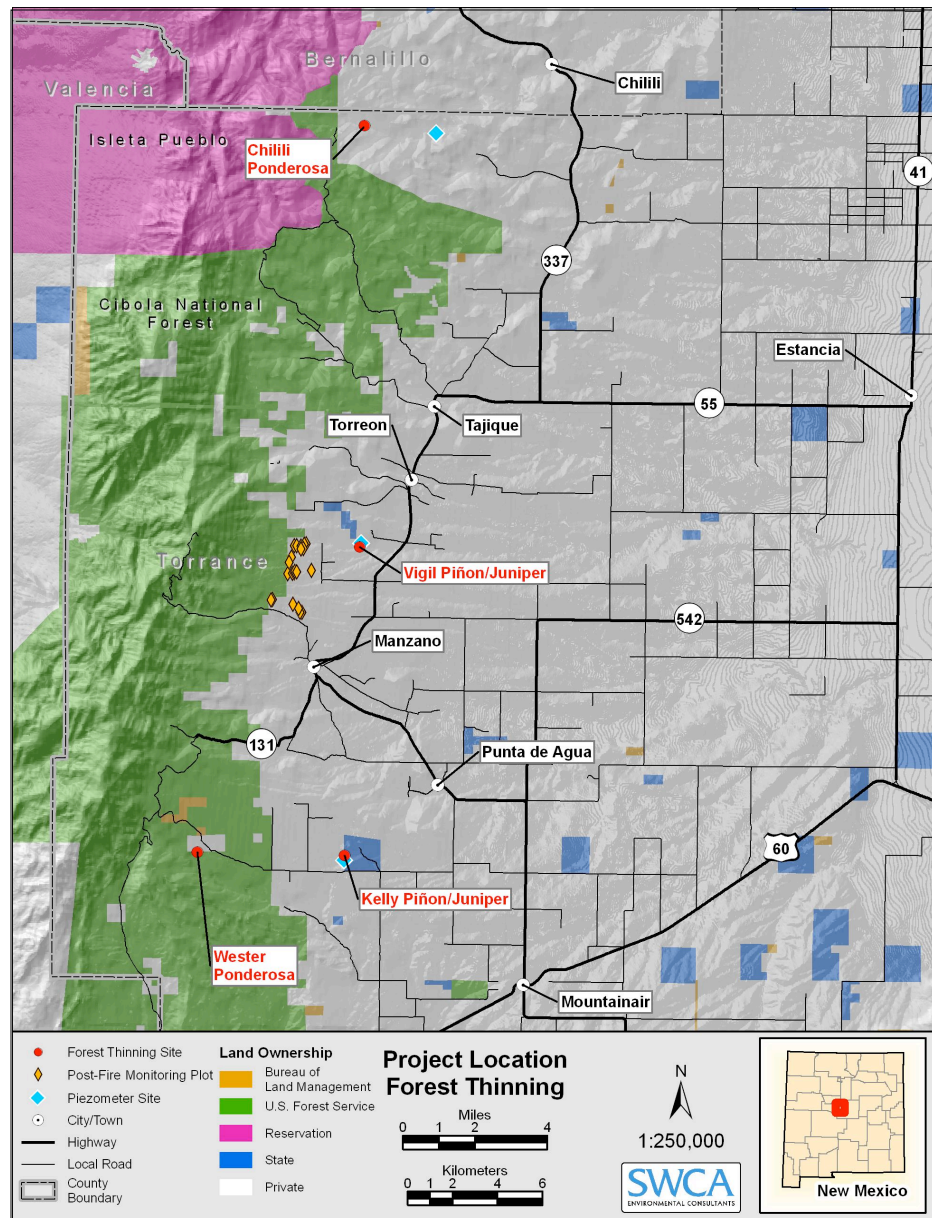 Bernalillo
Valencia
Chilili
Isleta Pueblo
Chilili
Ponderosa
41
337
Cibola National
Forest
Estancia
55
Torreon
Tajique
Torrance
Vigil Piñon/Juniper
542
Manzano
131
Punta de Agua
60
Kelly Piñon/Juniper
Wester
Ponderosa
Mountainair
Forest Thinning Site
Post-Fire Monitoring Plot
Piezometer Site
City/Town
Highway
Local Road
County
Boundary
Land Ownership
Bureau of
Land Management
U.S. Forest Service
Reservation
State
Private
Project Location
Forest Thinning
Miles
0 1 2 4
Kilometers
0 1 2 4 6
N
1:250,000
SWCA
ENVIRONMENTAL CONSULTANTS
New Mexico